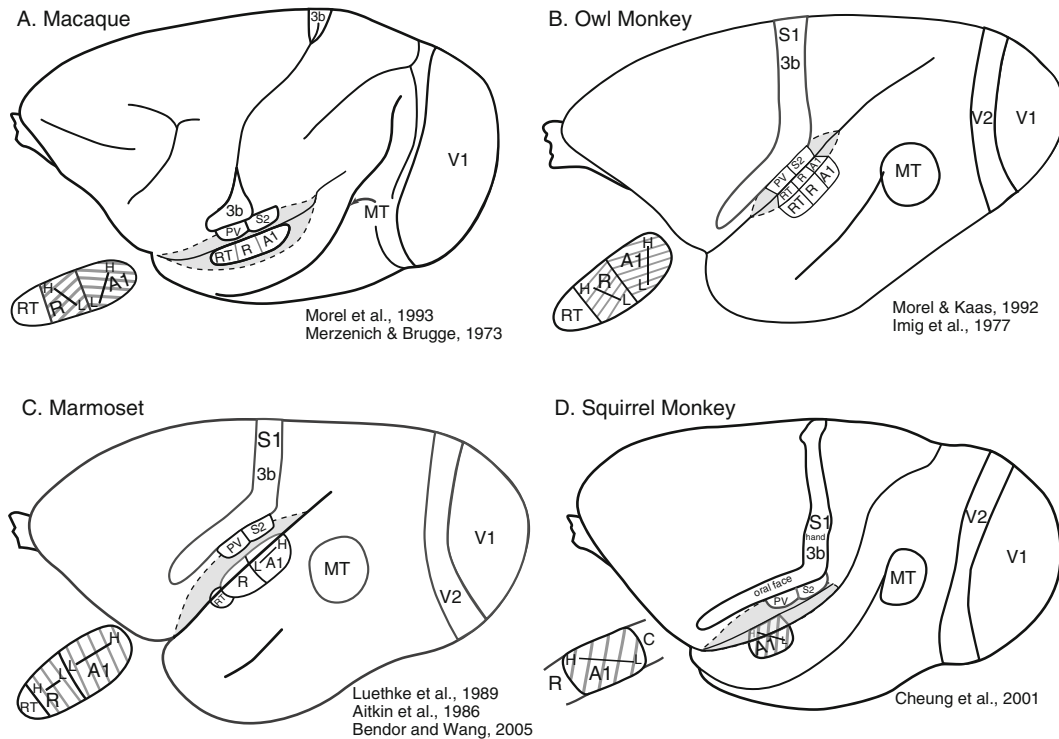 A. Macaque
3b
V1
3b
PV
S2
MT
RT
R
A1
H
H
A1
RT
R
L
L
Morel et al., 1993
Merzenich & Brugge, 1973
B. Owl Monkey
S1
3b
V2
V1
PV
S2
RT
R
A1
RT
R
A1
MT
H
A1
H
R
L
L
RT
Morel & Kaas, 1992
Imig et al., 1977
C. Marmoset
S1
3b
PV
S2
H
L
A1
R
RT
MT
V1
V2
H
L
L
A1
H
R
RT
Luethke et al., 1989
Aitkin et al., 1986
Bendor and Wang, 2005
D. Squirrel Monkey
S1
hand
3b
V2
V1
oral face
PV
S2
MT
H
L
A1
C
H
L
A1
R
Cheung et al., 2001